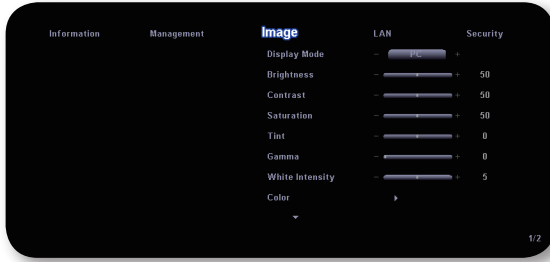 Information Management Image LAN Security
Display Mode - PC +
Brightness - + 50
Contrast - + 50
Saturation - + 50
Tint - + 0
Gamma - + 0
White Intensity - + 5
Color
1/2